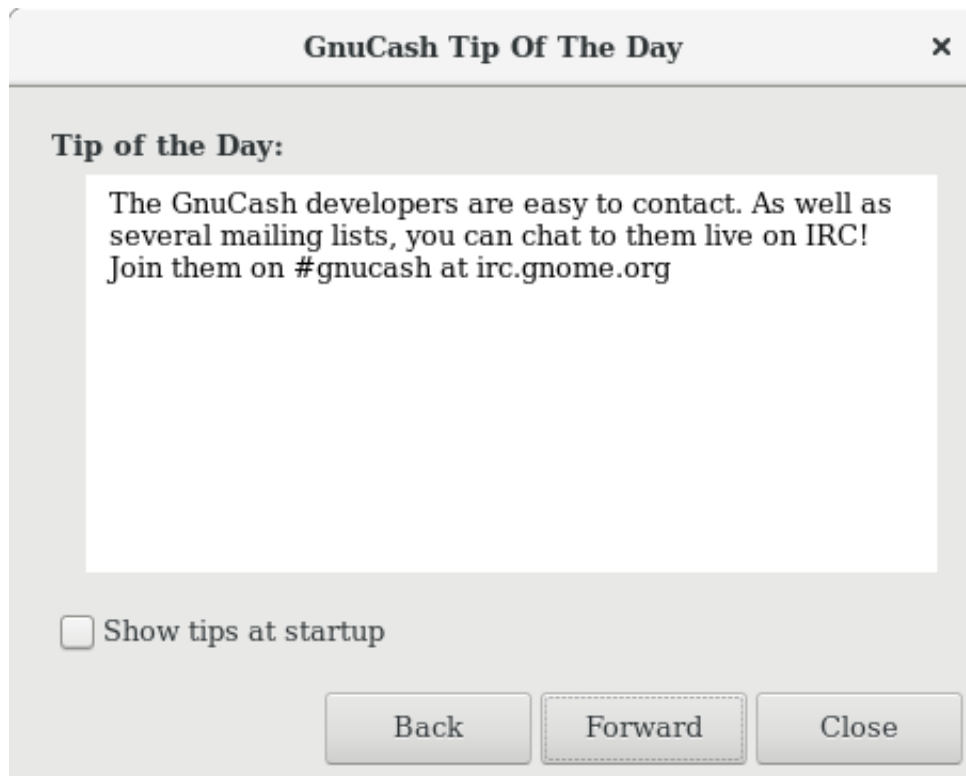 GnuCash Tip Of The Day
Tip of the Day:
The GnuCash developers are easy to contact. As well as
several mailing lists, you can chat to them live on IRC!
Join them on #gnucash at irc.gnome.org
Show tips at startup
Back Forward Close